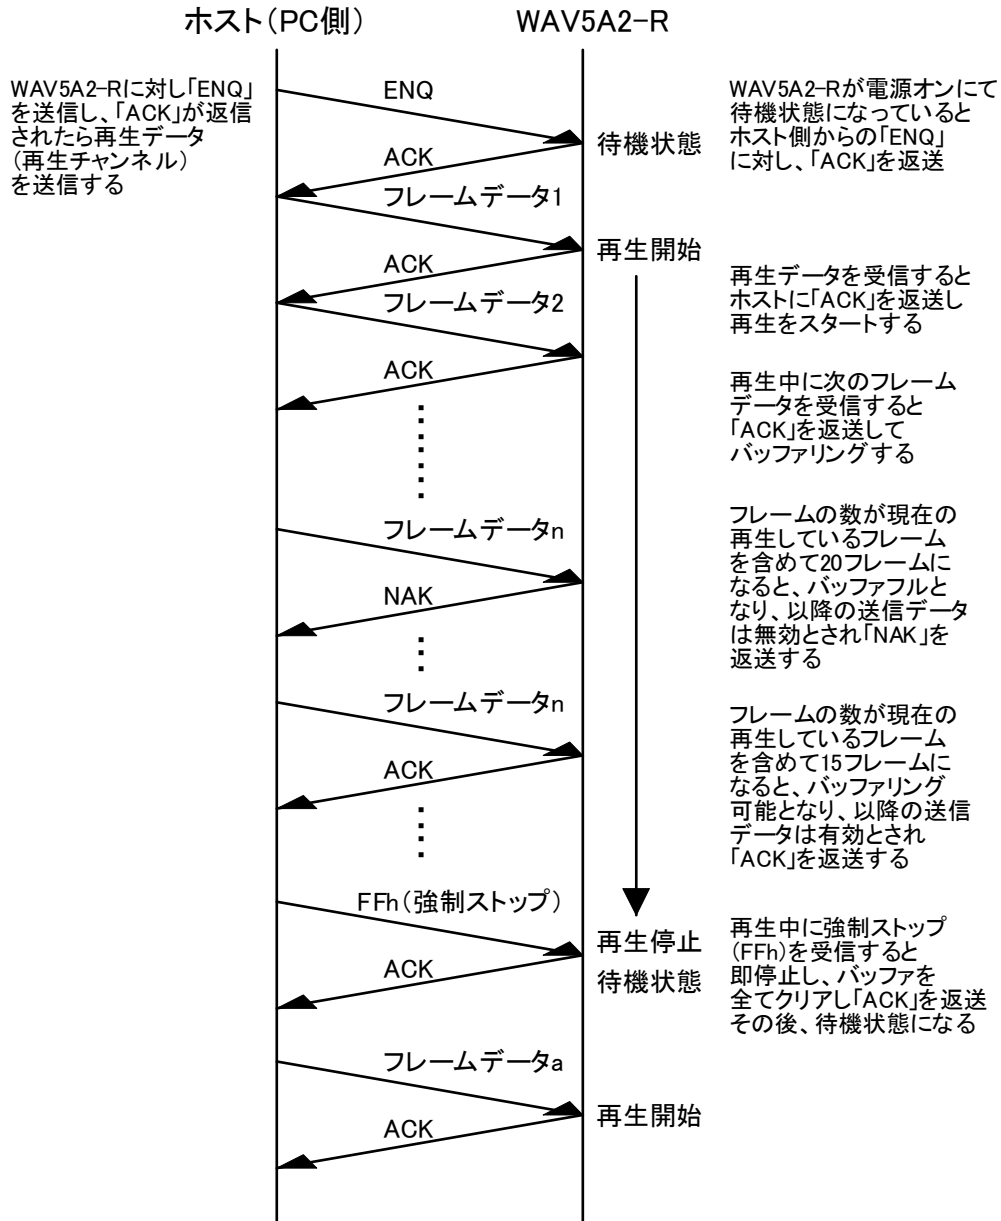 ホスト（PC側）
WAV5A2-R
WAV5A2-Rに対し「ENQ」
を送信し、「ACK」が返信
されたら再生データ
（再生チャンネル）
を送信する
ENQ
待機状態
WAV5A2-Rが電源オンにて
待機状態になっていると
ホスト側からの「ENQ」
に対し、「ACK」を返送
ACK
フレームデータ1
再生開始
ACK
再生データを受信すると
ホストに「ACK」を返送し
再生をスタートする
フレームデータ2
ACK
再生中に次のフレーム
データを受信すると
「ACK」を返送して
バッファリングする
フレームデータn
NAK
フレームの数が現在の
再生しているフレーム
を含めて20フレームに
なると、バッファフルと
なり、以降の送信データ
は無効とされ「NAK」を
返送する
フレームデータn
ACK
フレームの数が現在の
再生しているフレーム
を含めて15フレームに
なると、バッファリング
可能となり、以降の送信
データは有効とされ
「ACK」を返送する
FFh（強制ストップ）
再生停止
待機状態
ACK
再生中に強制ストップ
(FFh)を受信すると
即停止し、バッファを
全てクリアし「ACK」を返送
その後、待機状態になる
フレームデータa
再生開始
ACK